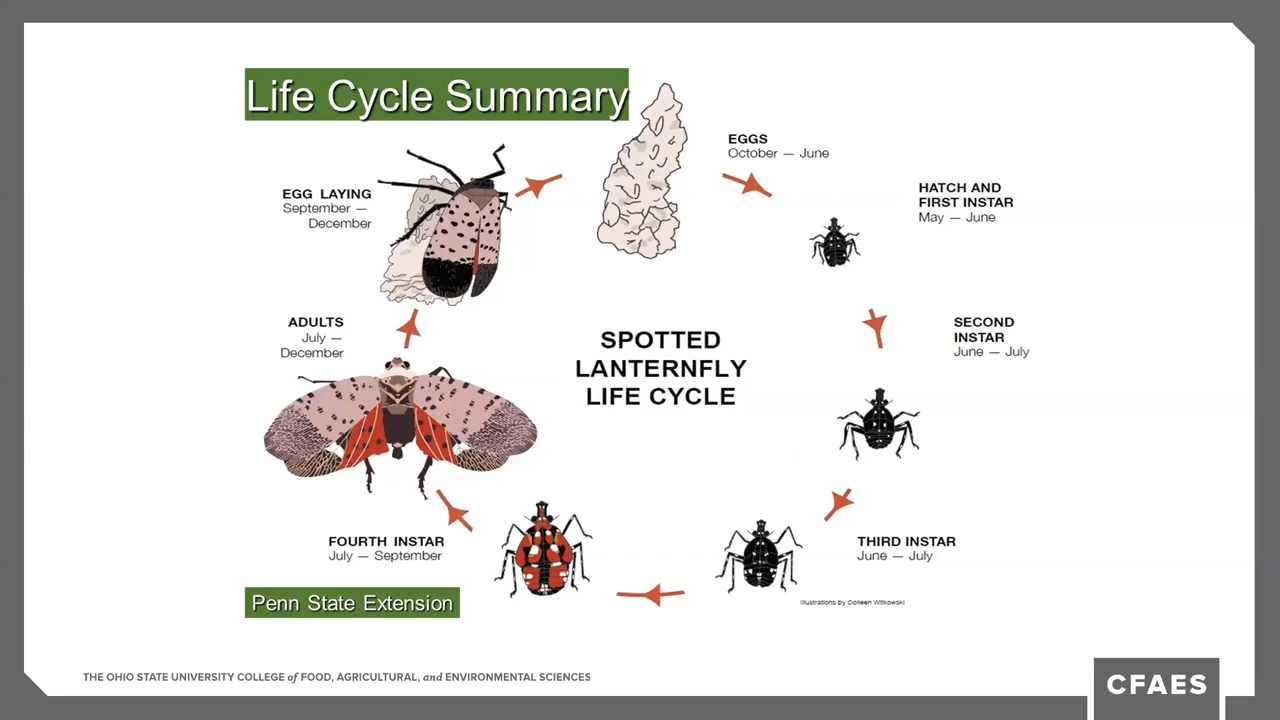 Life Cycle Summary
EGGS
October — June
HATCH AND
FIRST INSTAR
May — June
EGG LAYING
September —
December
SECOND
INSTAR
June — July
ADULTS
July —
December
SPOTTED
LANTERNFLY
LIFE CYCLE
THIRD INSTAR
June — July
FOURTH INSTAR
July — September
Illustrations by Colleen Witkowski
Penn State Extension
THE OHIO STATE UNIVERSITY COLLEGE of FOOD, AGRICULTURAL, and ENVIRONMENTAL SCIENCES
CFAES